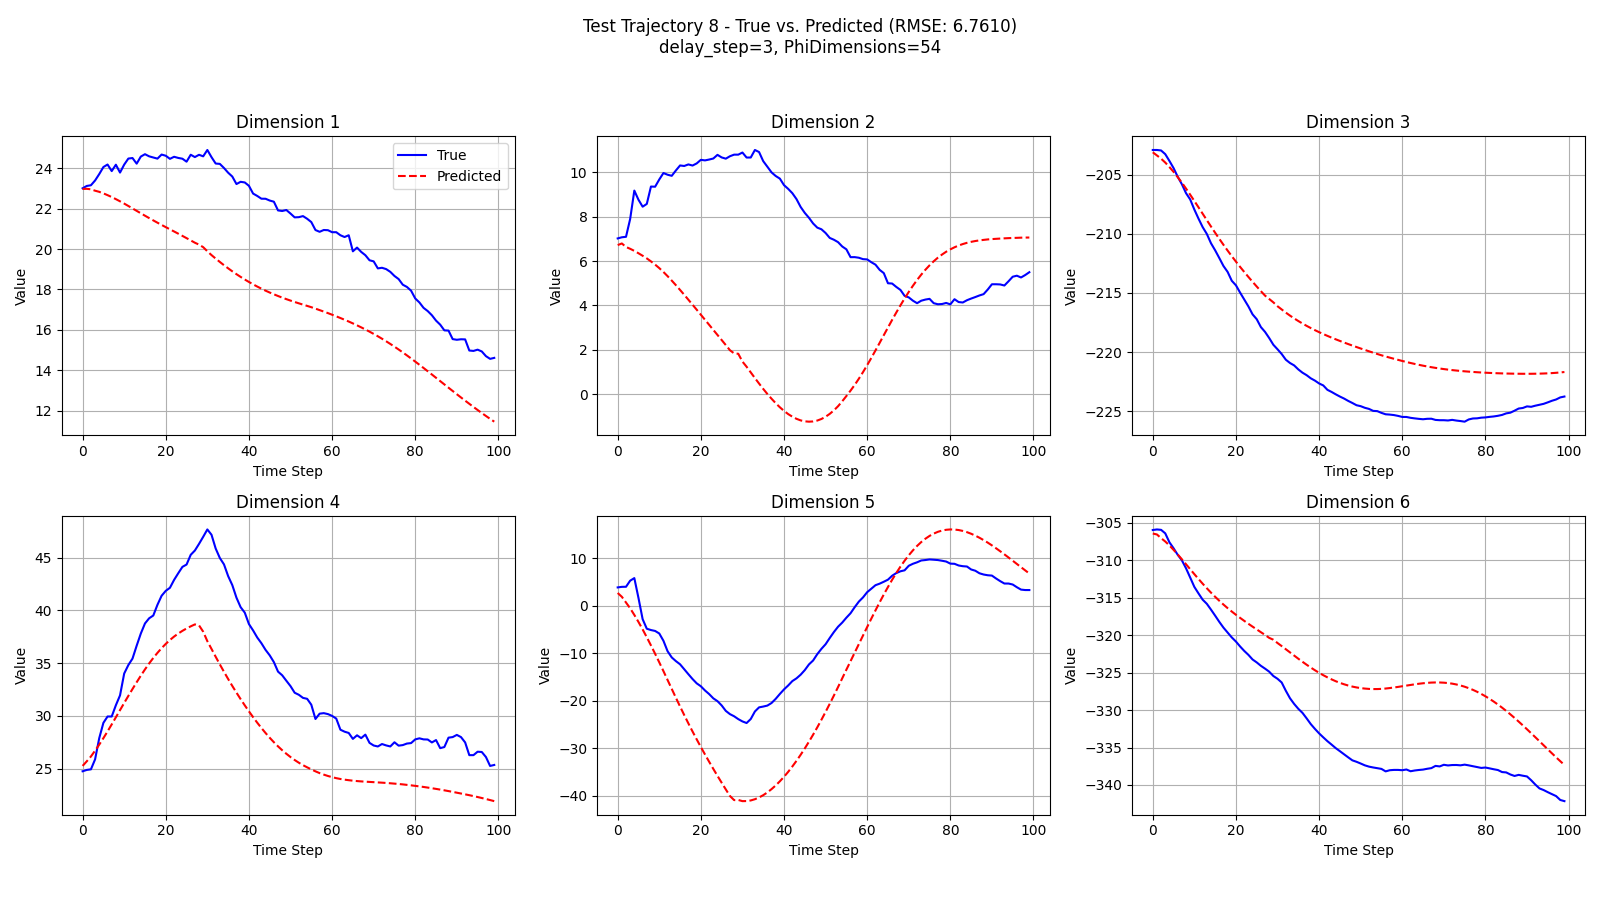 Test Trajectory 8 - True vs. Predicted (RMSE: 6.7610)
delay_step=3, PhiDimensions=54
Dimension 1
Value
24
22
20
18
16
14
12
0 20 40 60 80 100
Time Step
True
Predicted
Dimension 2
Value
10
8
6
4
2
0
0 20 40 60 80 100
Time Step
Dimension 3
Value
−205
−210
−215
−220
−225
0 20 40 60 80 100
Time Step
Dimension 4
Value
45
40
35
30
25
0 20 40 60 80 100
Time Step
Dimension 5
Value
10
0
−10
−20
−30
−40
0 20 40 60 80 100
Time Step
Dimension 6
Value
−305
−310
−315
−320
−325
−330
−335
−340
0 20 40 60 80 100
Time Step